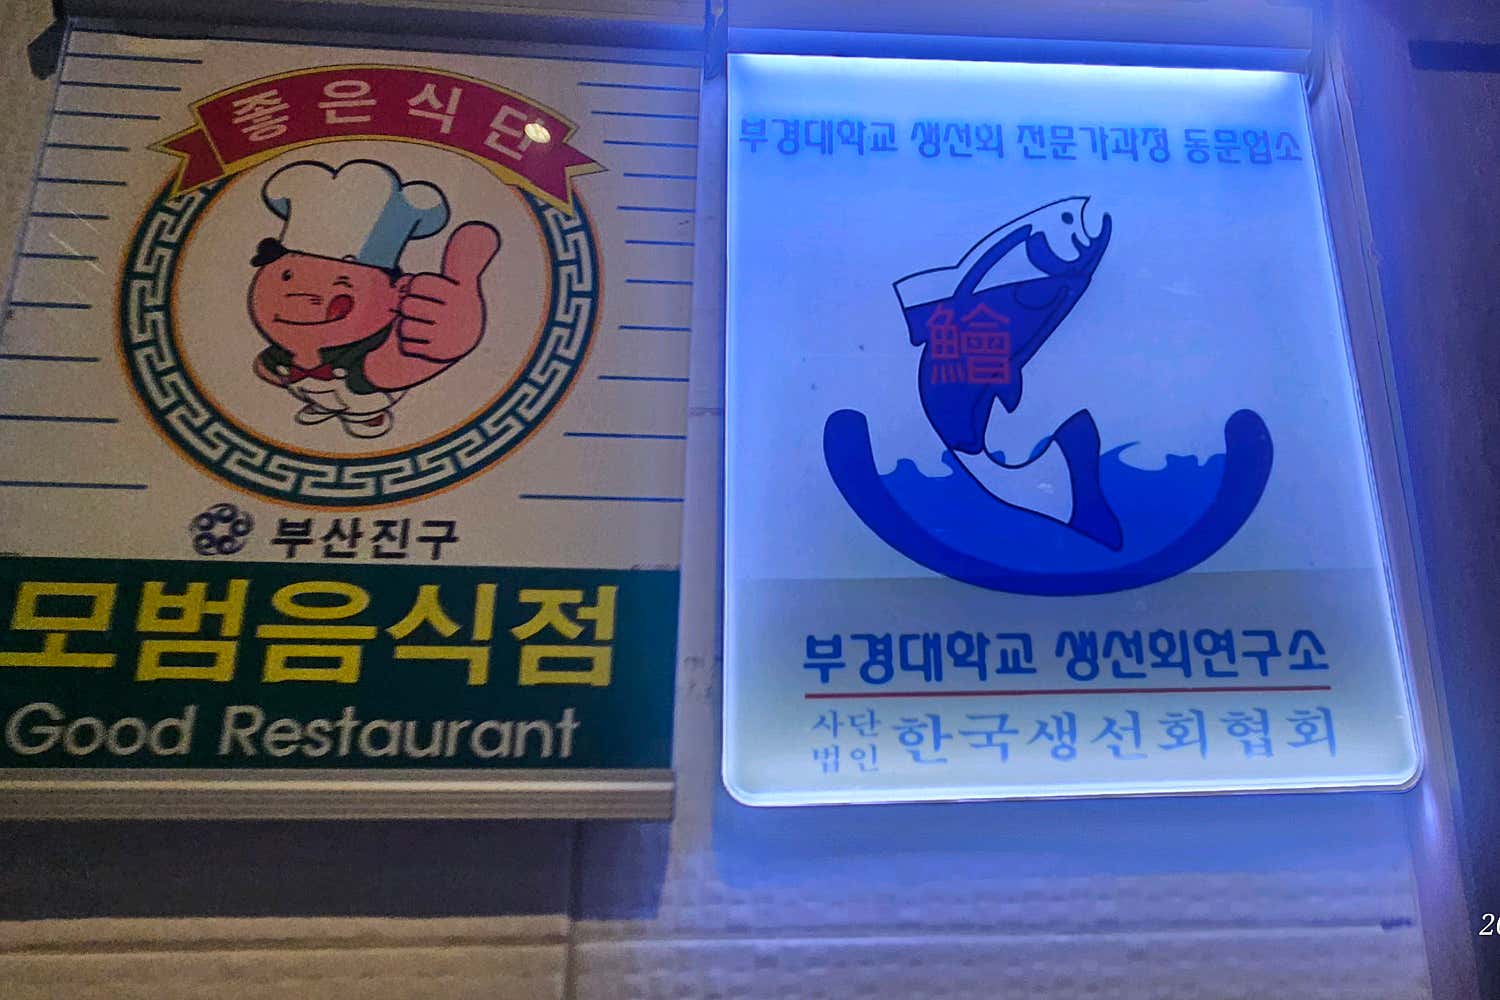 좋은식단
부산진구
모범음식점
Good Restaurant
부경대학교 생선회 전문가과정 동문업소
鱠
부경대학교 생선회연구소
사단법인 한국생선회협회